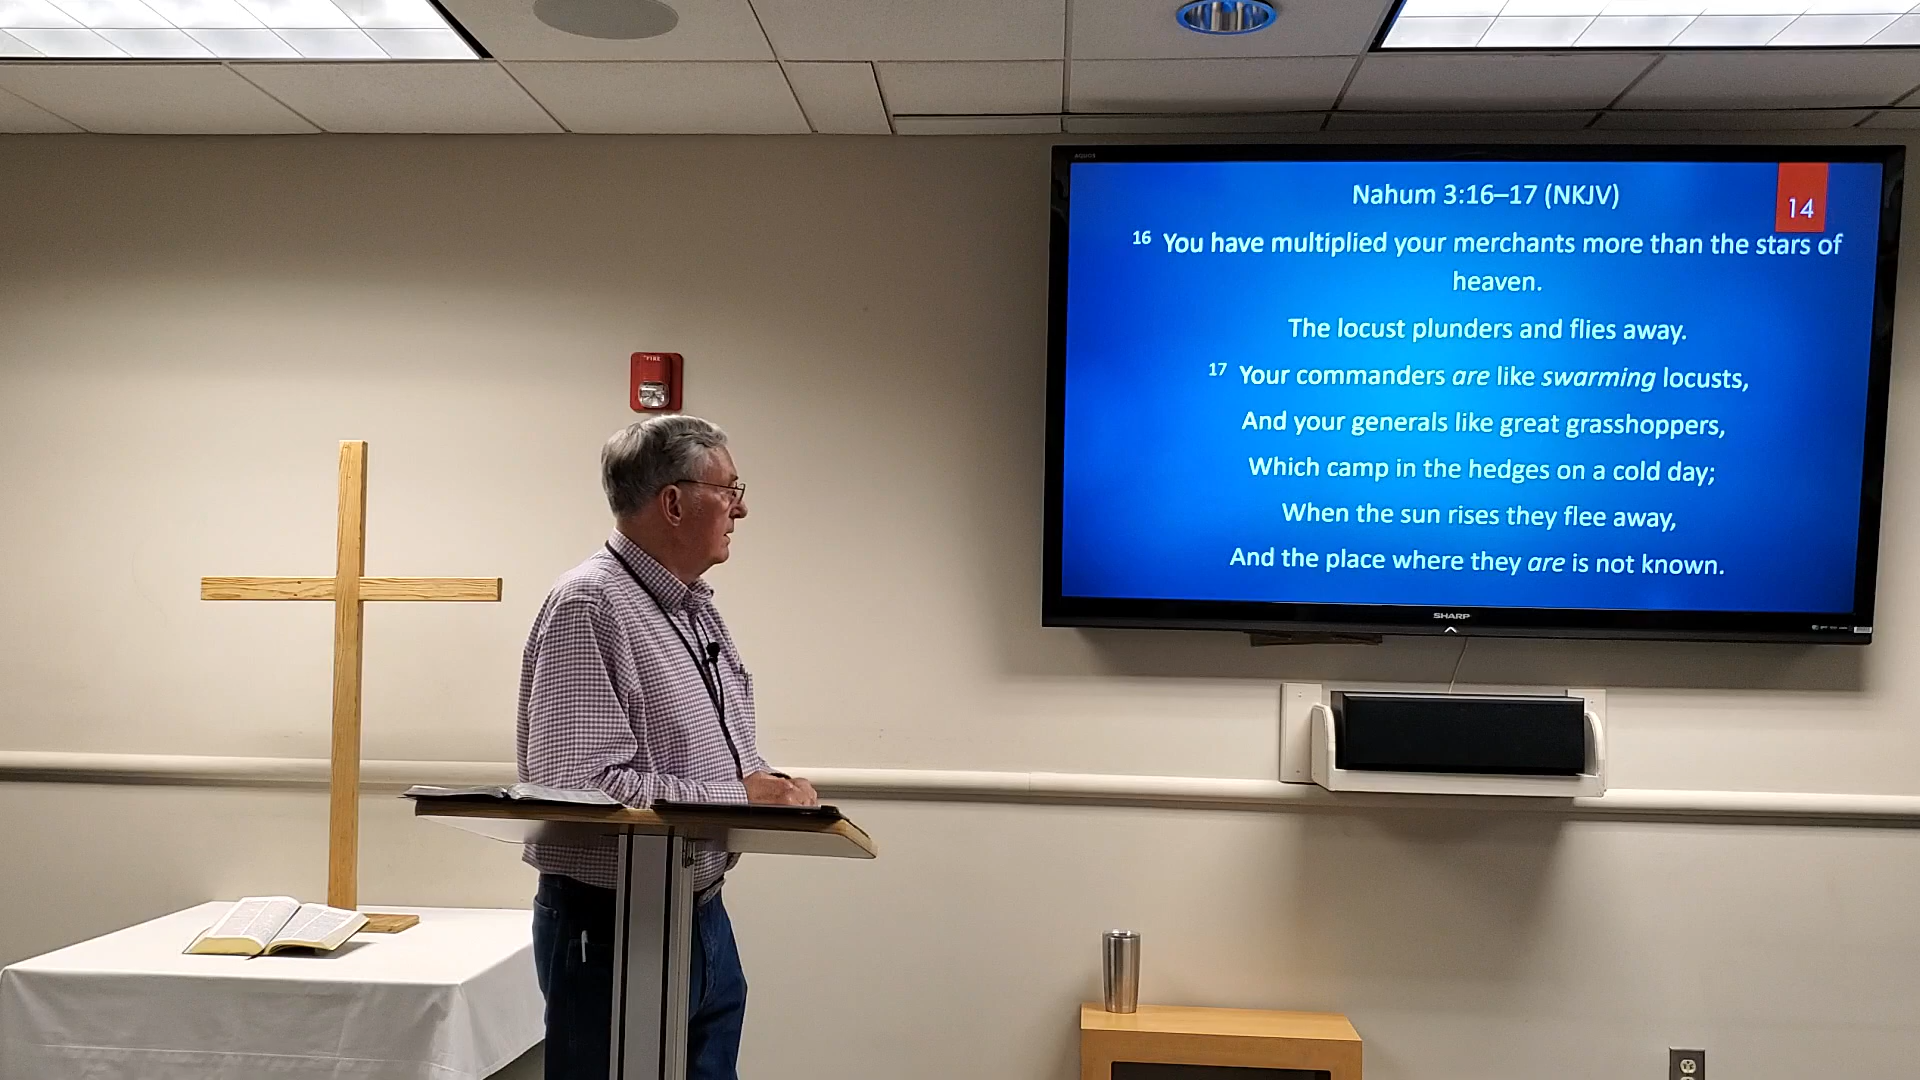 AQUOS
Nahum 3:16–17 (NKJV)
14
16 You have multiplied your merchants more than the stars of
heaven.
The locust plunders and flies away.
17 Your commanders are like swarming locusts,
And your generals like great grasshoppers,
Which camp in the hedges on a cold day;
When the sun rises they flee away,
And the place where they are is not known.
SHARP
FIRE